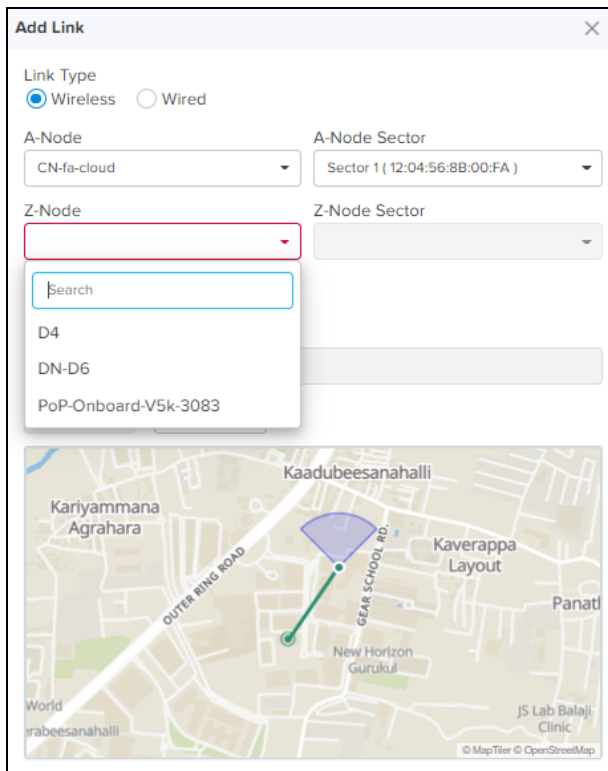 Add Link
Link Type
Wireless Wired
A-Node A-Node Sector
CN-fa-cloud Sector 1 ( 12:04:56:8B:00:FA )
Z-Node Z-Node Sector
Search
D4
DN-D6
PoP-Onboard-V5k-3083
Kaadubeesanahalli
Kariyammana
Agrahara
OUTER RING ROAD
GEAR SCHOOL RD.
Kaverappa
Layout
Panatl
New Horizon
Gurukul
World
erabeesanahalli
JS Lab Balaji
Clinic
© MapTiler © OpenStreetMap